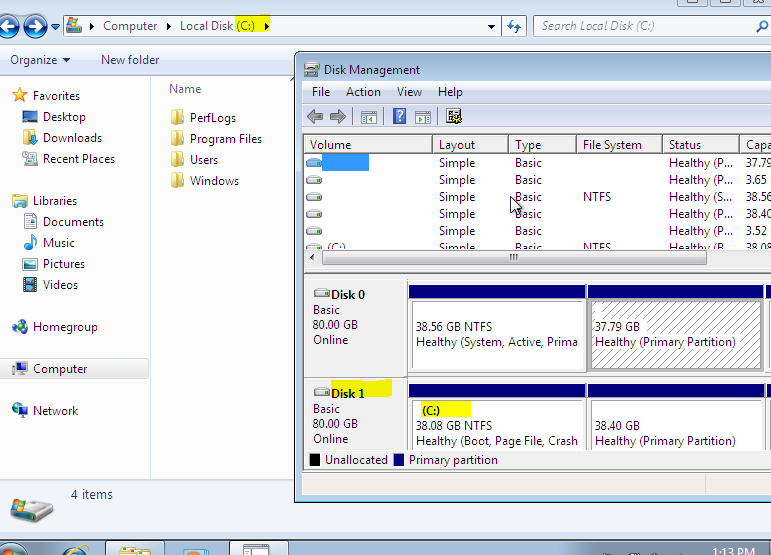 Computer
Local Disk (C:)
Search Local Disk (C:)
Organize
New folder
Favorites
Desktop
Downloads
Recent Places
Libraries
Documents
Music
Pictures
Videos
Homegroup
Computer
Network
Name
PerfLogs
Program Files
Users
Windows
4 items
Disk Management
File Action View Help
Volume Layout Type File System Status Capa
Simple Basic Healthy (P... 37.79
Simple Basic Healthy (P... 3.65
Simple Basic NTFS Healthy (S... 38.56
Simple Basic Healthy (P... 38.40
Simple Basic Healthy (P... 3.52
(C:) Simple Basic NTFS Healthy (B... 38.08
Disk 0
Basic
80.00 GB
Online
38.56 GB NTFS
Healthy (System, Active, Prima
37.79 GB
Healthy (Primary Partition)
Disk 1
Basic
80.00 GB
Online
(C:)
38.08 GB NTFS
Healthy (Boot, Page File, Crash
38.40 GB
Healthy (Primary Partition)
Unallocated Primary partition
1:13 PM